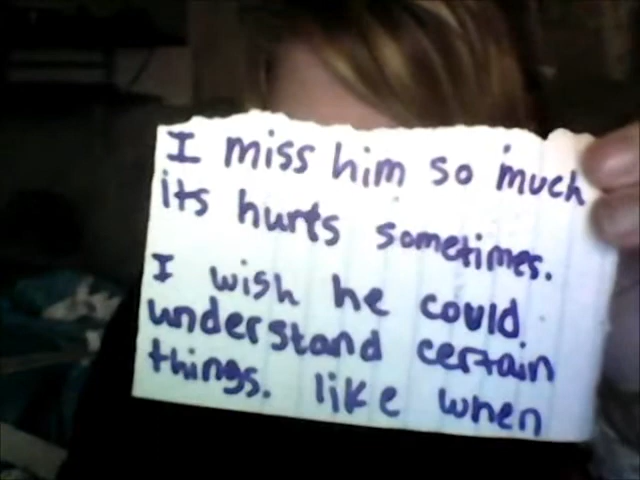 I miss him so much
its hurts sometimes.
I wish he could
understand certain
things. like when